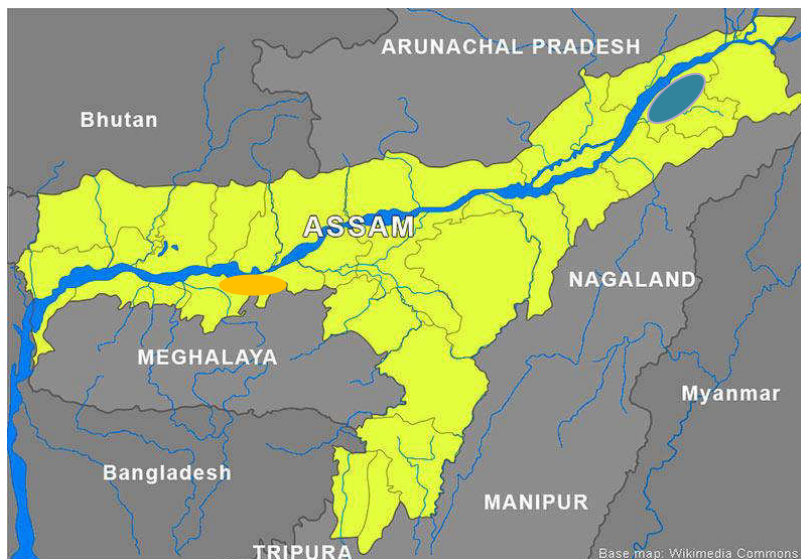 ARUNACHAL PRADESH
Bhutan
ASSAM
NAGALAND
MEGHALAYA
Myanmar
Bangladesh
MANIPUR
TRIPURA
Base map: Wikimedia Commons